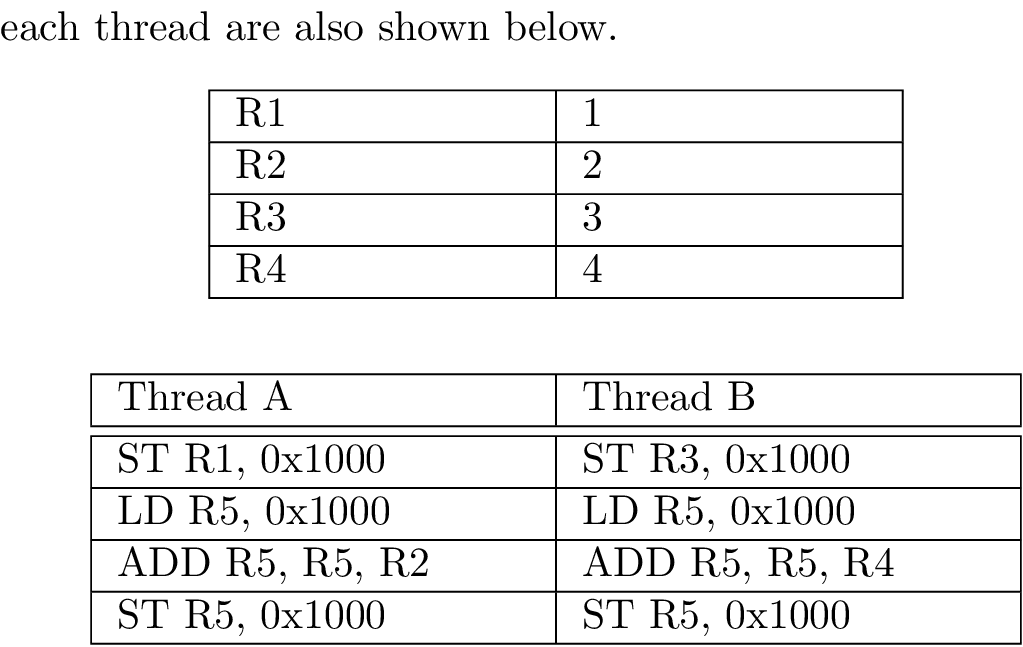 each thread are also shown below.
R1 1
R2 2
R3 3
R4 4
Thread A Thread B
ST R1, 0x1000 ST R3, 0x1000
LD R5, 0x1000 LD R5, 0x1000
ADD R5, R5, R2 ADD R5, R5, R4
ST R5, 0x1000 ST R5, 0x1000